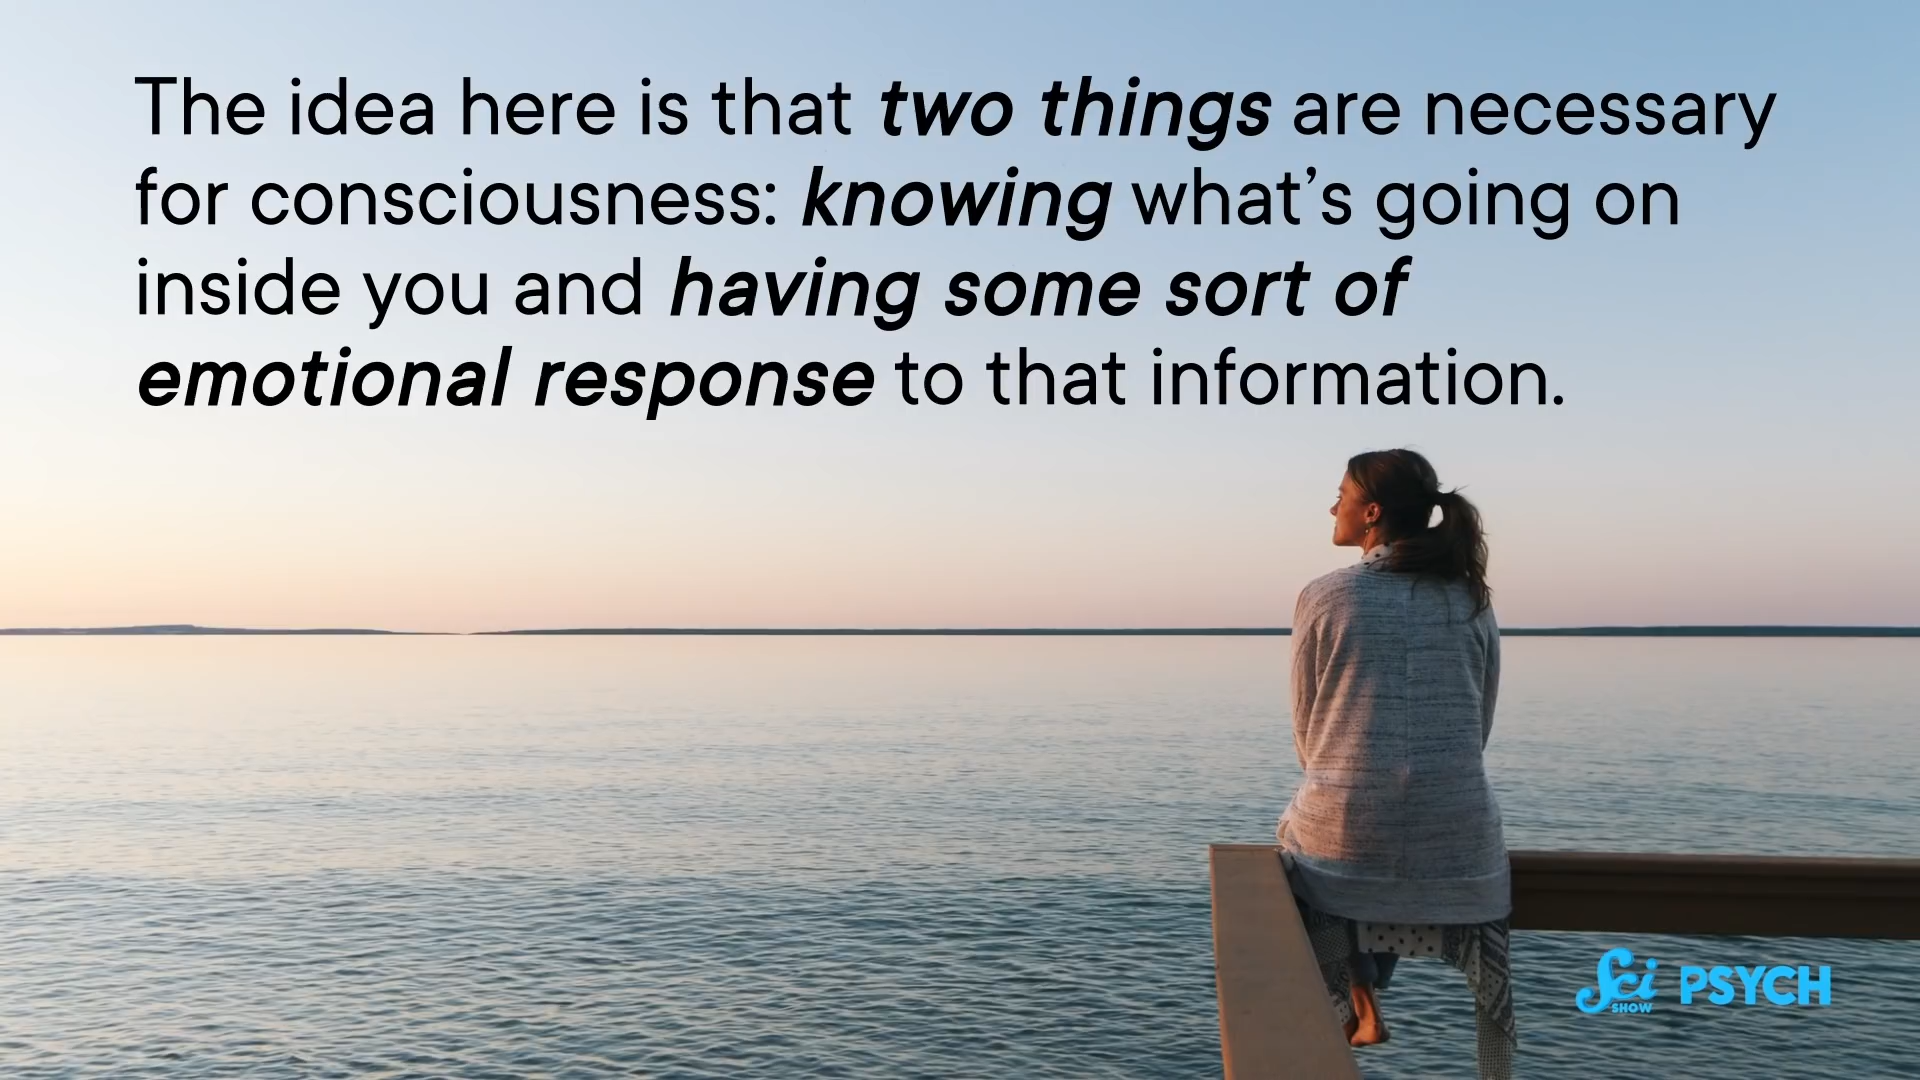 The idea here is that two things are necessary
for consciousness: knowing what’s going on
inside you and having some sort of
emotional response to that information.
Sci SHOW PSYCH